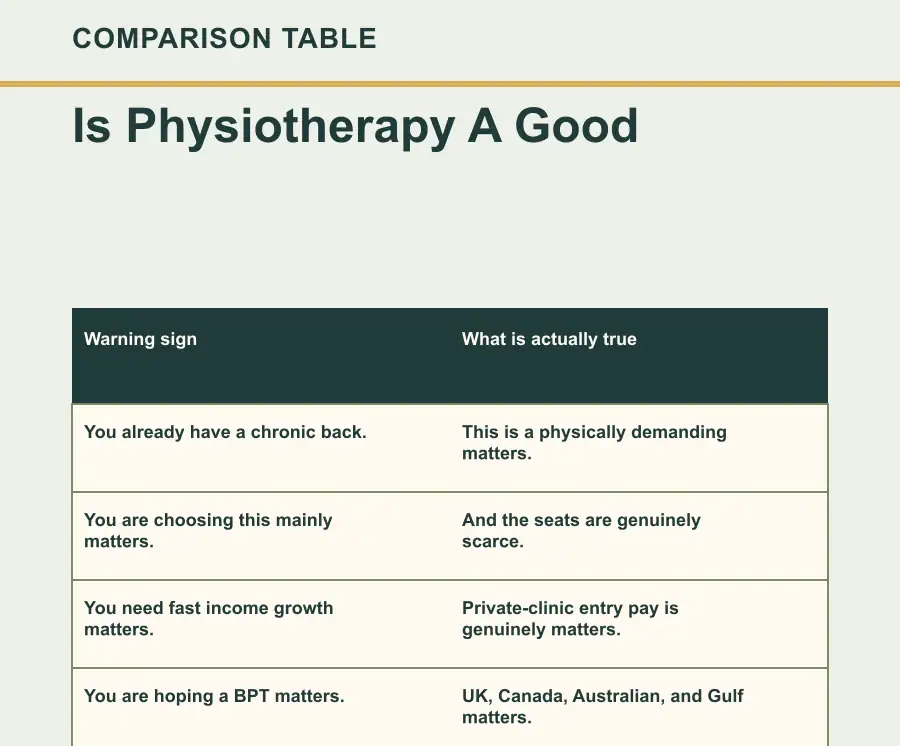 COMPARISON TABLE
Is Physiotherapy A Good
Warning sign
What is actually true
You already have a chronic back.
This is a physically demanding
matters.
You are choosing this mainly
matters.
And the seats are genuinely
scarce.
You need fast income growth
matters.
Private-clinic entry pay is
genuinely matters.
You are hoping a BPT matters.
UK, Canada, Australian, and Gulf
matters.